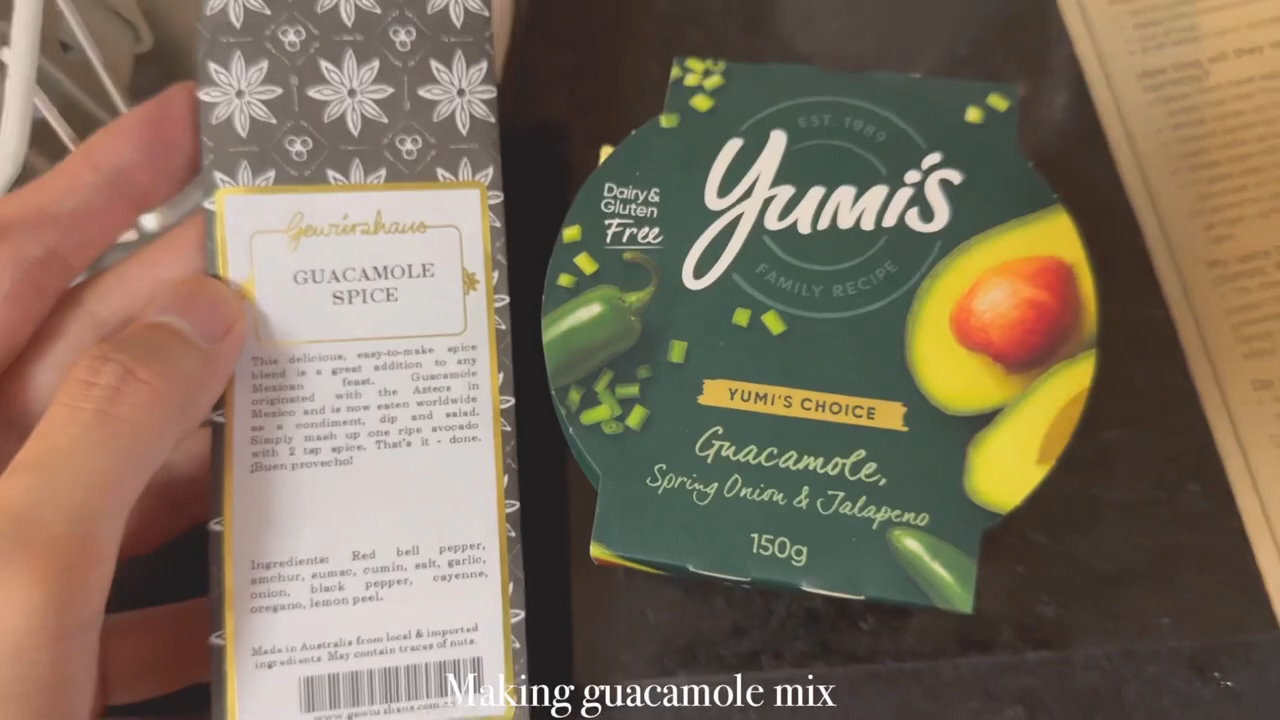 Gewürzhaus
GUACAMOLE
SPICE
This delicious, easy-to-make spice
blend is a great addition to any
Mexican feast. Guacamole
originated with the Aztecs in
Mexico and is now eaten worldwide
as a condiment, dip and salad.
Simply mash up one ripe avocado
with 2 tsp spice. That's it - done.
¡Buen provecho!
Ingredients: Red bell pepper,
amchur, sumac, cumin, salt, garlic,
onion, black pepper, cayenne,
oregano, lemon peel.
Made in Australia from local & imported
ingredients. May contain traces of nuts.
EST. 1989
Yumi's
FAMILY RECIPE
Dairy &
Gluten
Free
YUMI'S CHOICE
Guacamole,
Spring Onion & Jalapeno
150g
Making guacamole mix